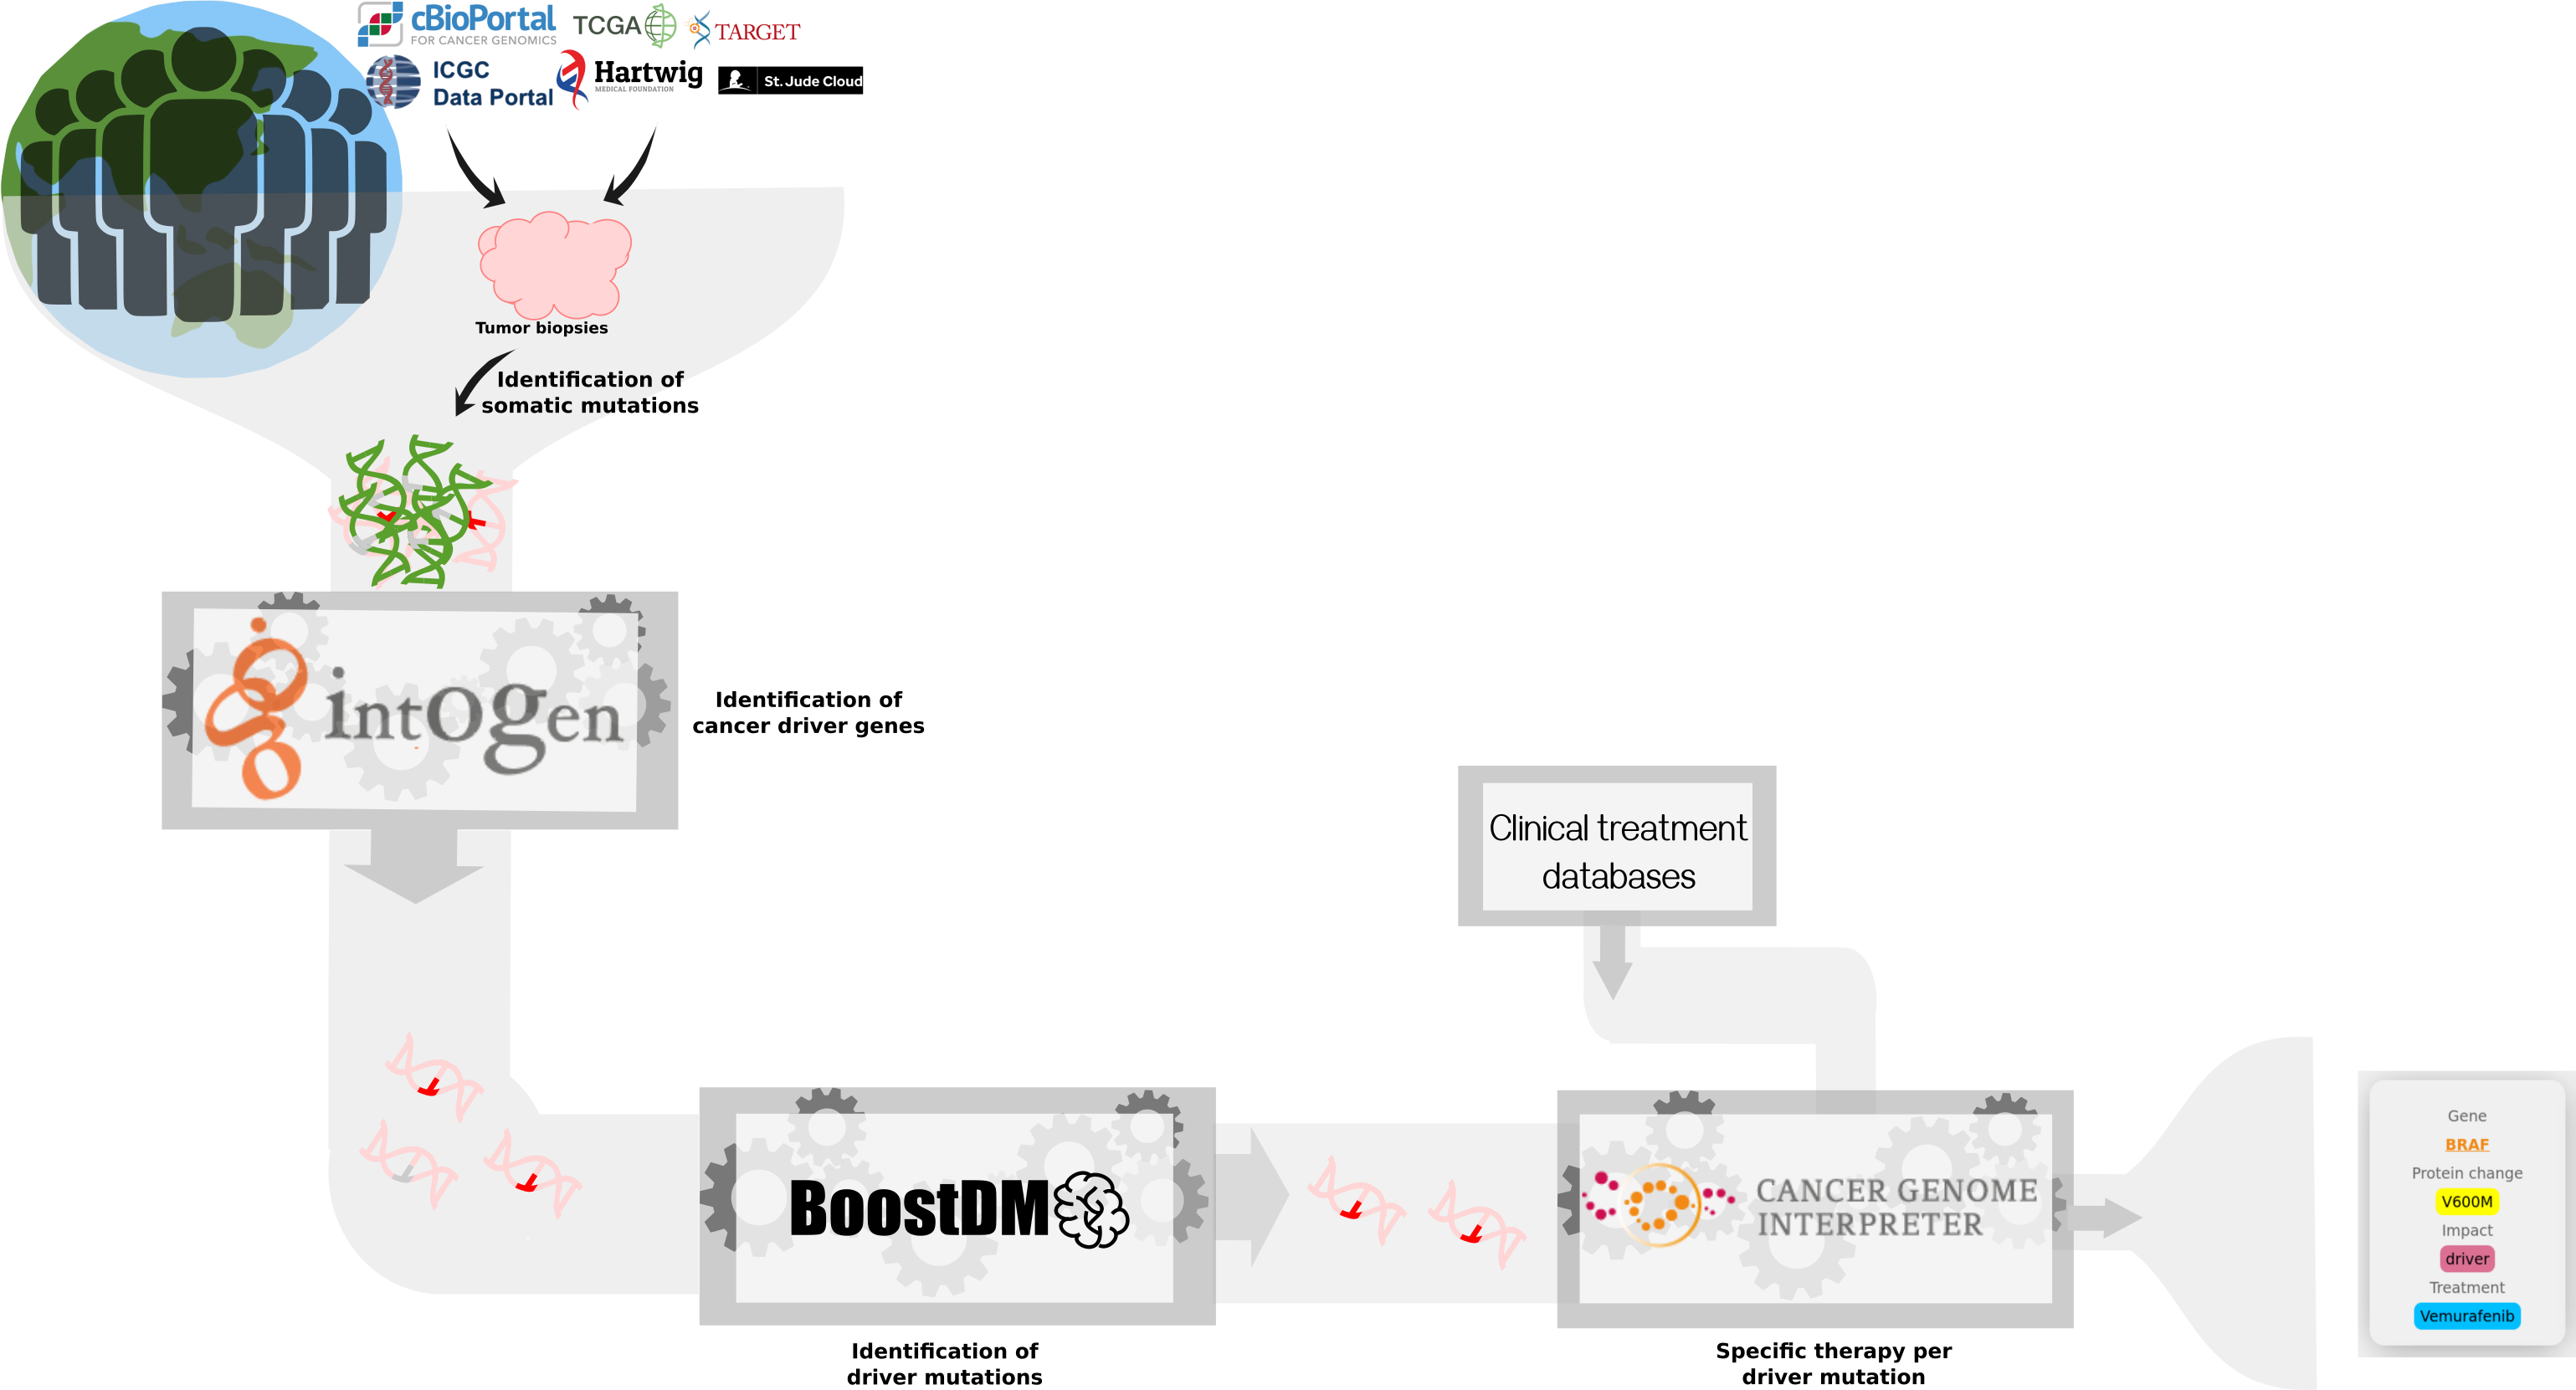 cBioPortal
FOR CANCER GENOMICS
TCGA
TARGET
ICGC
Data Portal
Hartwig
MEDICAL FOUNDATION
St. Jude Cloud
Tumor biopsies
Identification of
somatic mutations
intogen
Identification of
cancer driver genes
Clinical treatment
databases
BoostDM
Identification of
driver mutations
CANCER GENOME
INTERPRETER
Specific therapy per
driver mutation
Gene
BRAF
Protein change
V600M
Impact
driver
Treatment
Vemurafenib